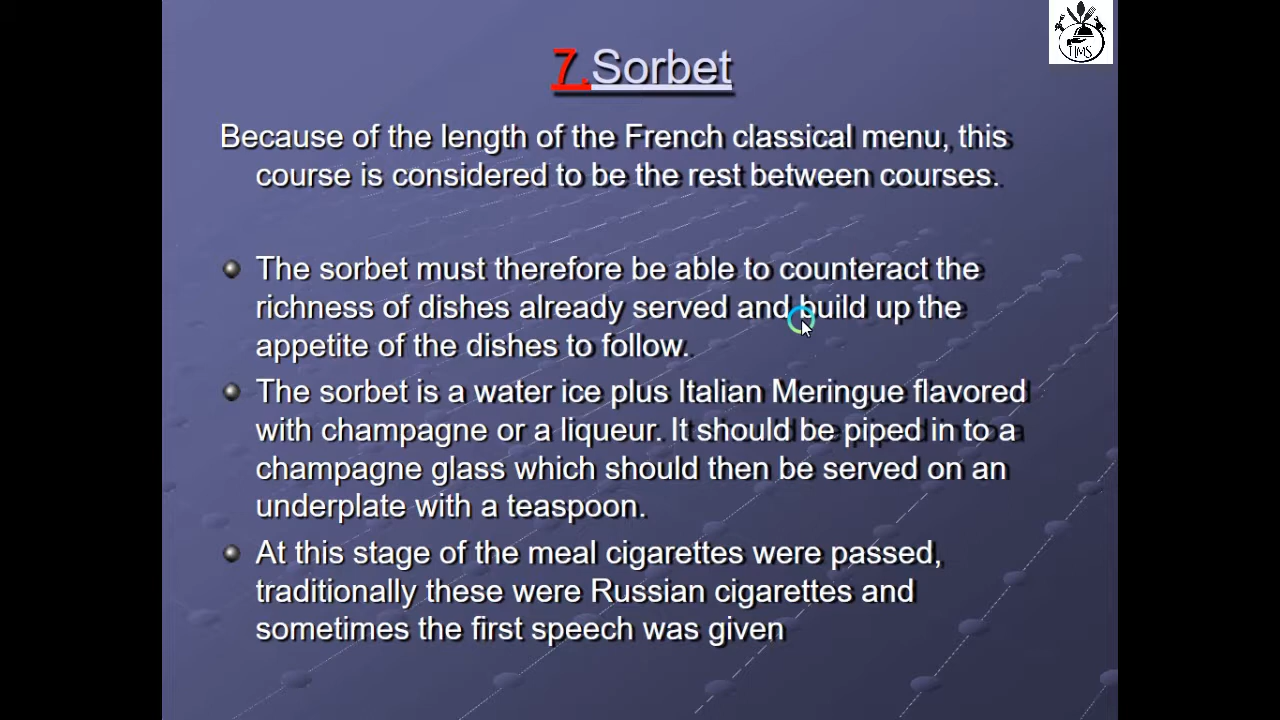 7.Sorbet
Because of the length of the French classical menu, this
course is considered to be the rest between courses.
The sorbet must therefore be able to counteract the
richness of dishes already served and build up the
appetite of the dishes to follow.
The sorbet is a water ice plus Italian Meringue flavored
with champagne or a liqueur. It should be piped in to a
champagne glass which should then be served on an
underplate with a teaspoon.
At this stage of the meal cigarettes were passed,
traditionally these were Russian cigarettes and
sometimes the first speech was given